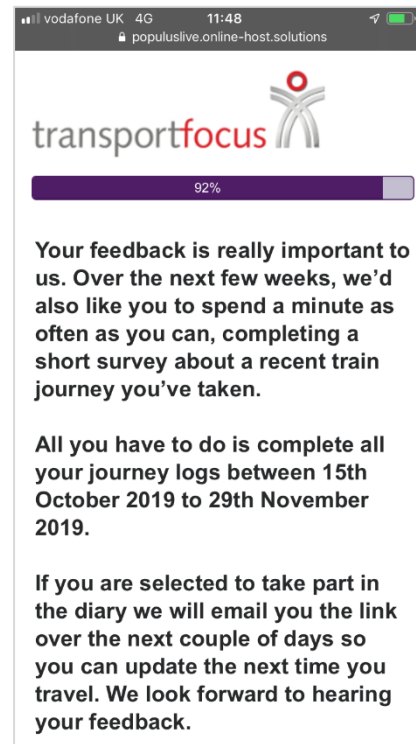 vodafone UK 4G 11:48
populuslive.online-host.solutions
transportfocus
92%
Your feedback is really important to
us. Over the next few weeks, we'd
also like you to spend a minute as
often as you can, completing a
short survey about a recent train
journey you've taken.
All you have to do is complete all
your journey logs between 15th
October 2019 to 29th November
2019.
If you are selected to take part in
the diary we will email you the link
over the next couple of days so
you can update the next time you
travel. We look forward to hearing
your feedback.